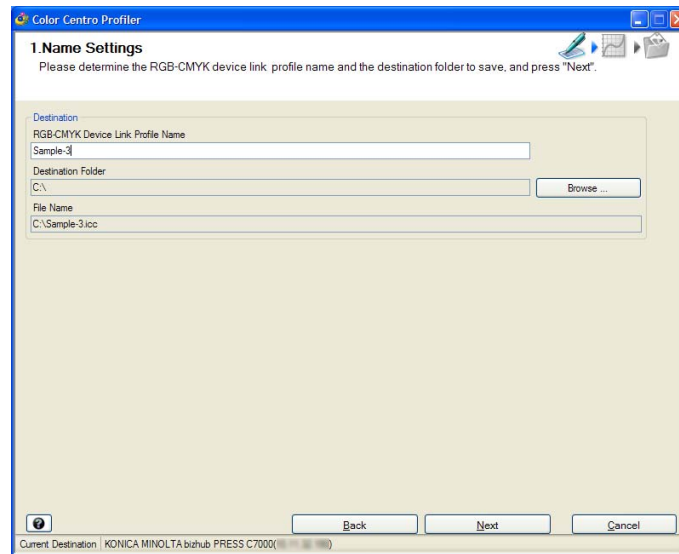 Color Centro Profiler
1.Name Settings
Please determine the RGB-CMYK device link profile name and the destination folder to save, and press "Next".
Destination
RGB-CMYK Device Link Profile Name
Sample-3
Destination Folder
C:\
Browse ...
File Name
C:\Sample-3.icc
Back
Next
Cancel
Current Destination KONICA MINOLTA bizhub PRESS C7000( )